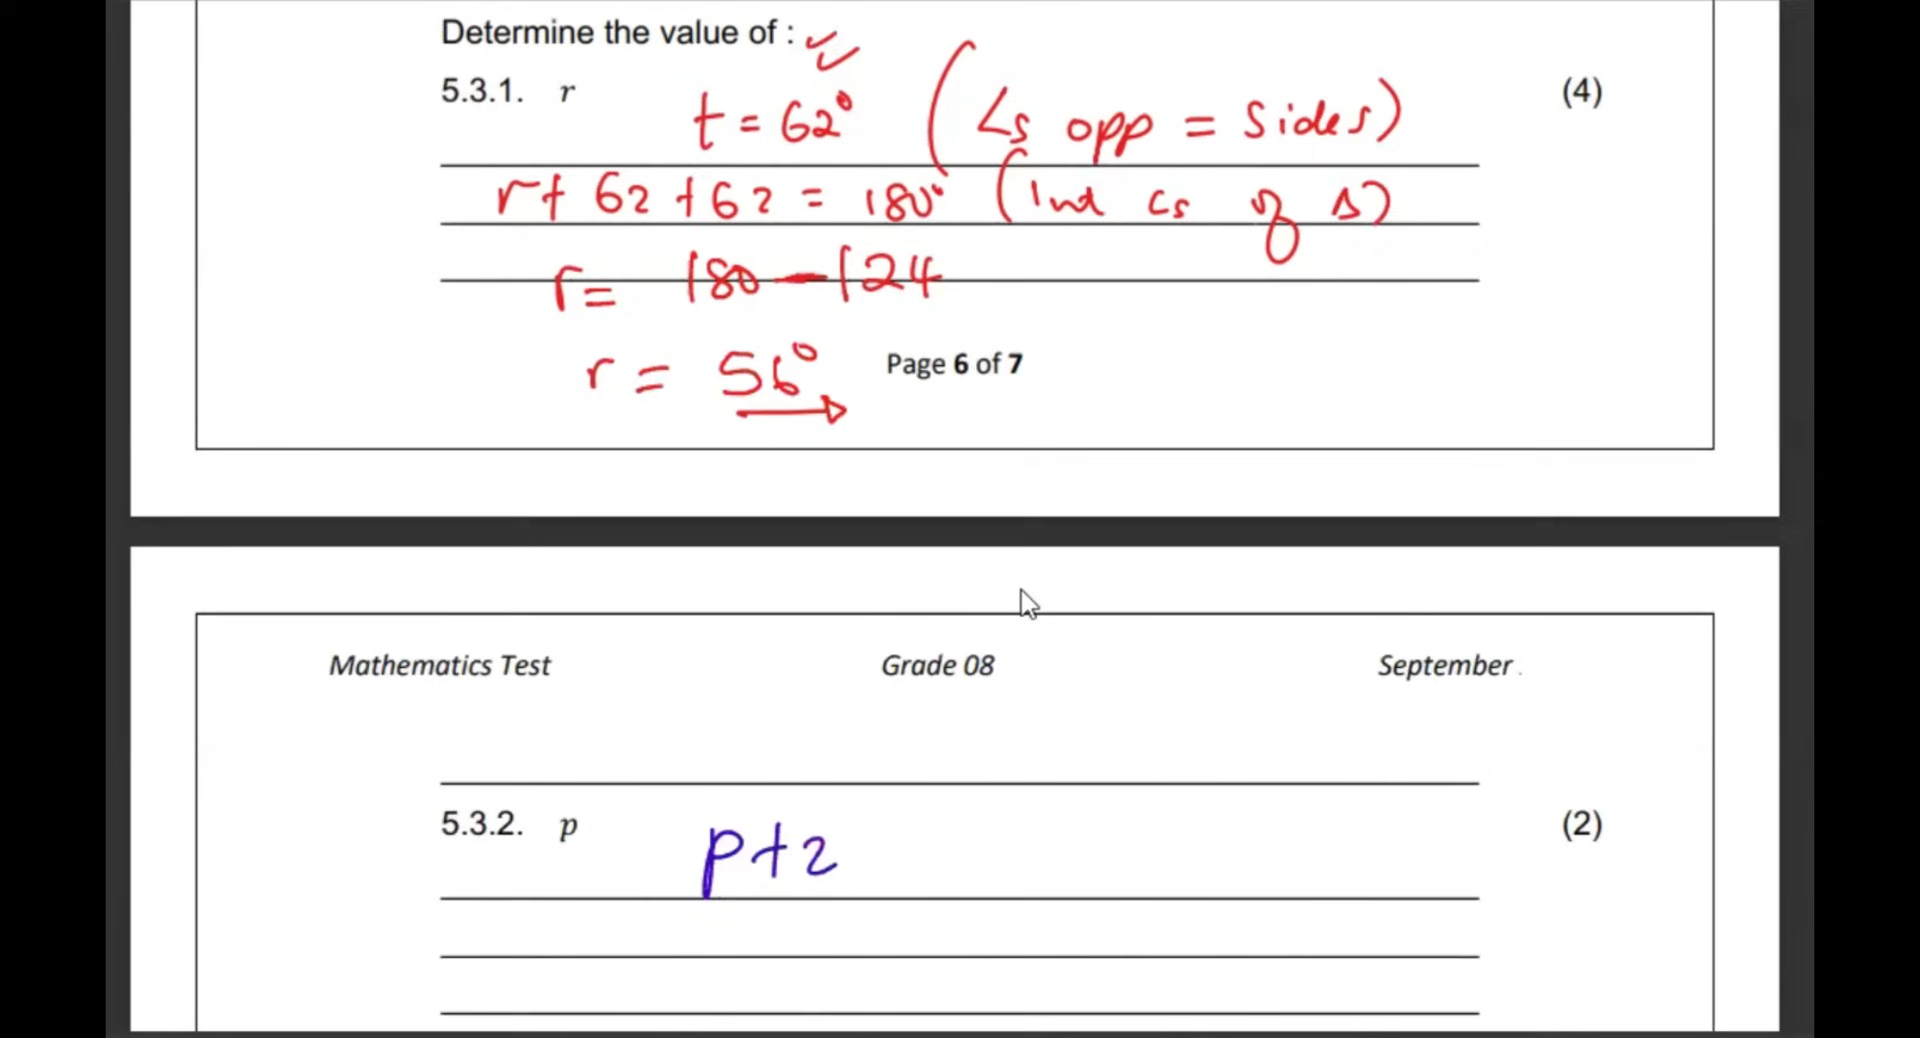 Determine the value of :
5.3.1. r t = 62° (∠s opp = sides) (4)
r + 62 + 62 = 180° (Int ∠s of Δ)
r = 180 - 124
r = 56°
Page 6 of 7
Mathematics Test Grade 08 September
5.3.2. p p+2 (2)